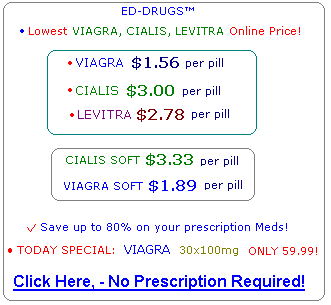 ED-DRUGS™
• Lowest VIAGRA, CIALIS, LEVITRA Online Price!
• VIAGRA $1.56 per pill
• CIALIS $3.00 per pill
• LEVITRA $2.78 per pill
CIALIS SOFT $3.33 per pill
VIAGRA SOFT $1.89 per pill
✓ Save up to 80% on your prescription Meds!
• TODAY SPECIAL: VIAGRA 30x100mg ONLY 59.99!
Click Here, - No Prescription Required!